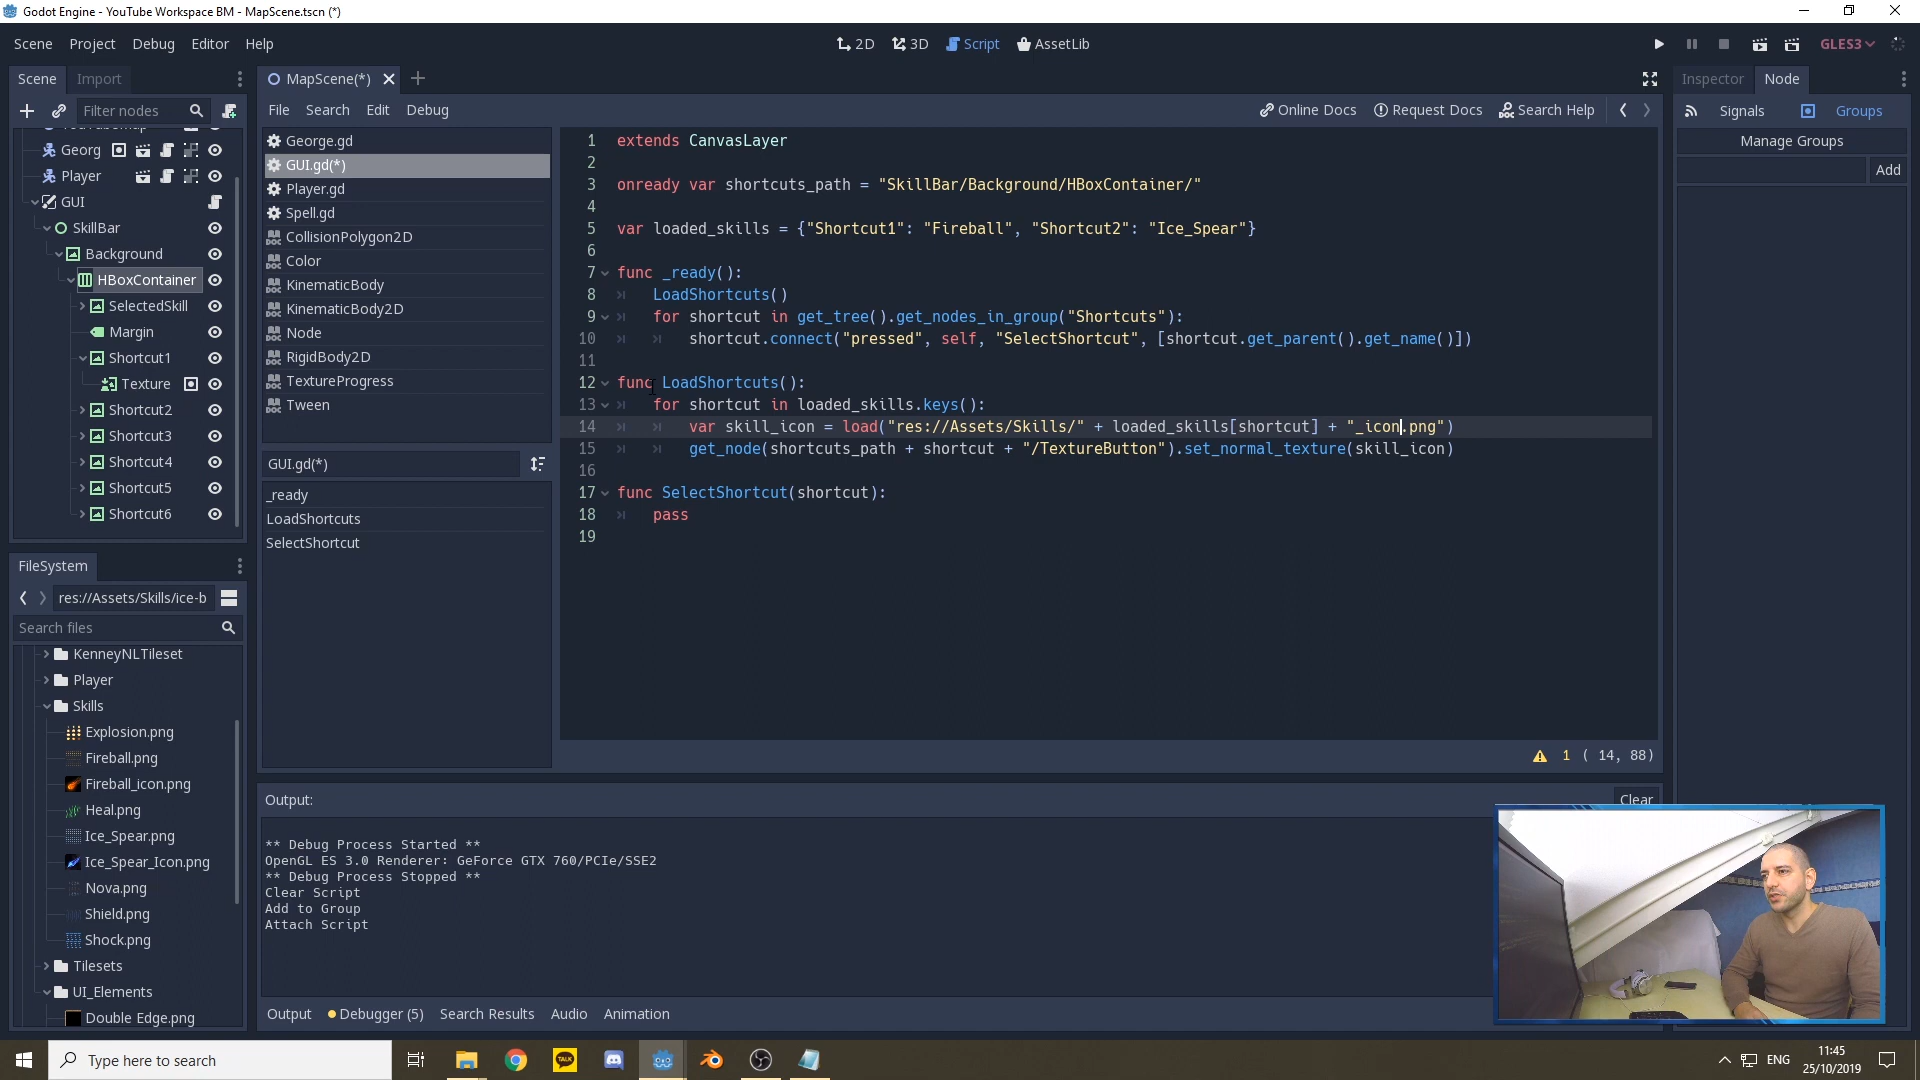 Godot Engine - YouTube Workspace BM - MapScene.tscn (*)
Scene Project Debug Editor Help
2D 3D Script AssetLib
GLES3
Scene Import
MapScene(*)
Inspector Node
Filter nodes
File Search Edit Debug
Online Docs Request Docs Search Help
Signals Groups
Manage Groups
Add
Georg
Player
GUI
SkillBar
Background
HBoxContainer
SelectedSkill
Margin
Shortcut1
Texture
Shortcut2
Shortcut3
Shortcut4
Shortcut5
Shortcut6
George.gd
GUI.gd(*)
Player.gd
Spell.gd
CollisionPolygon2D
Color
KinematicBody
KinematicBody2D
Node
RigidBody2D
TextureProgress
Tween
GUI.gd(*)
_ready
LoadShortcuts
SelectShortcut
1 extends CanvasLayer
2
3 onready var shortcuts_path = "SkillBar/Background/HBoxContainer/"
4
5 var loaded_skills = {"Shortcut1": "Fireball", "Shortcut2": "Ice_Spear"}
6
7 func _ready():
8 LoadShortcuts()
9 for shortcut in get_tree().get_nodes_in_group("Shortcuts"):
10 shortcut.connect("pressed", self, "SelectShortcut", [shortcut.get_parent().get_name()])
11
12 func LoadShortcuts():
13 for shortcut in loaded_skills.keys():
14 var skill_icon = load("res://Assets/Skills/" + loaded_skills[shortcut] + "_icon.png")
15 get_node(shortcuts_path + shortcut + "/TextureButton").set_normal_texture(skill_icon)
16
17 func SelectShortcut(shortcut):
18 pass
19
1 ( 14, 88)
FileSystem
res://Assets/Skills/ice-b
Search files
KenneyNLTileset
Player
Skills
Explosion.png
Fireball.png
Fireball_icon.png
Heal.png
Ice_Spear.png
Ice_Spear_Icon.png
Nova.png
Shield.png
Shock.png
Tilesets
UI_Elements
Double Edge.png
Output:
Clear
** Debug Process Started **
OpenGL ES 3.0 Renderer: GeForce GTX 760/PCIe/SSE2
** Debug Process Stopped **
Clear Script
Add to Group
Attach Script
Output Debugger (5) Search Results Audio Animation
Type here to search
TALK
ENG
11:45
25/10/2019